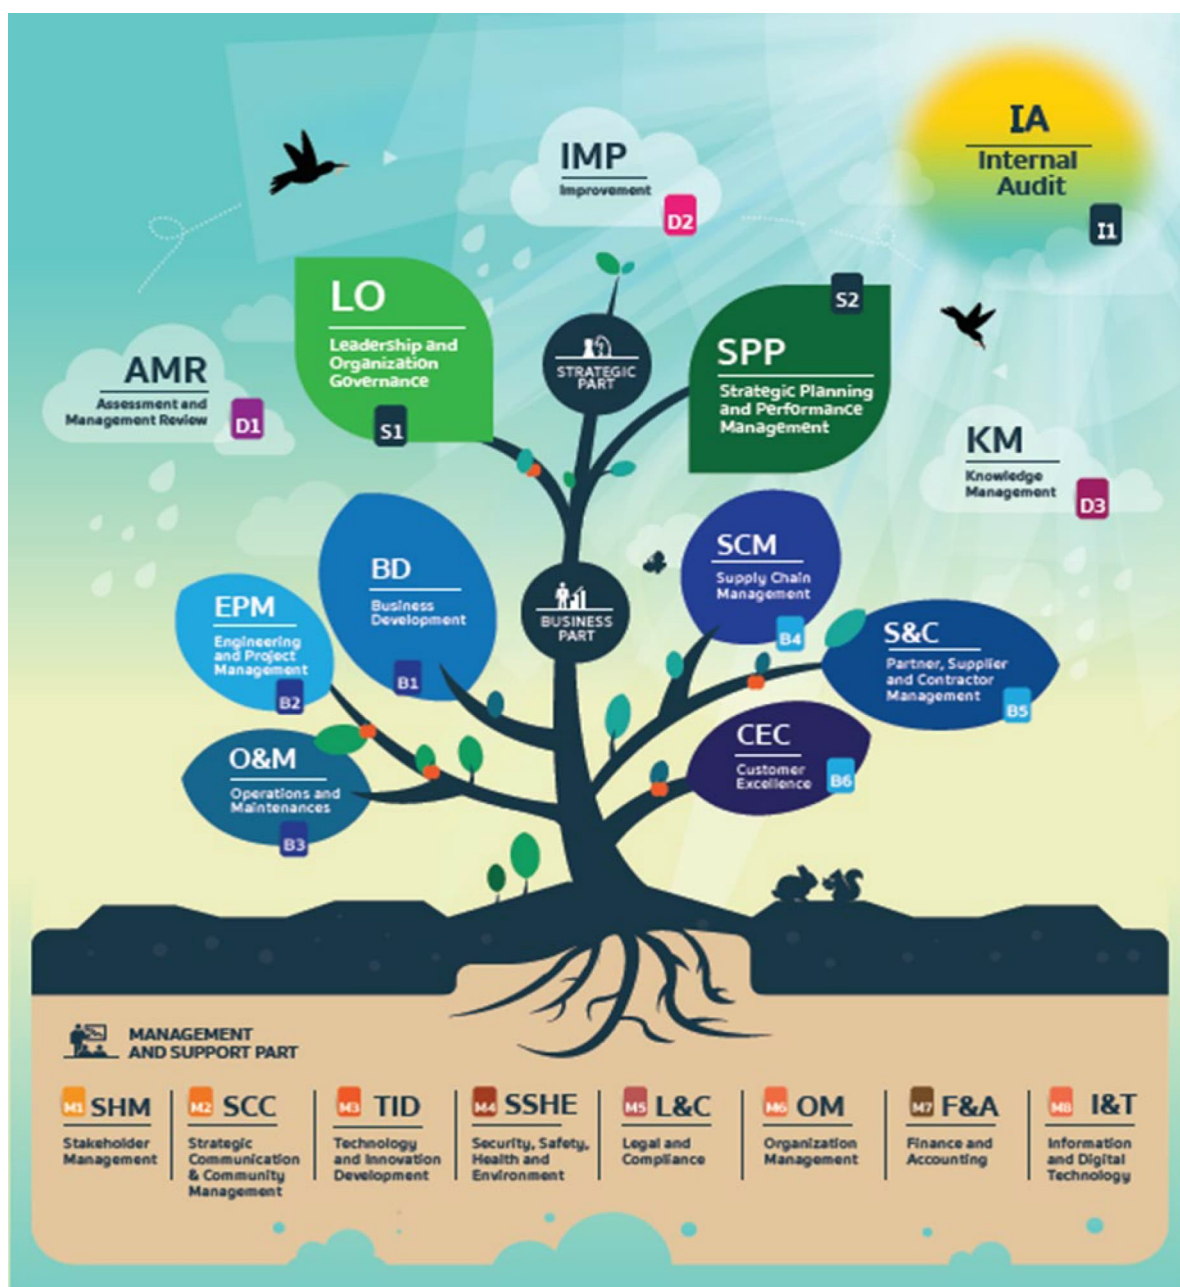 IA
Internal
Audit
I1
IMP
Improvement
D2
LO
Leadership and
Organization
Governance
S1
STRATEGIC
PART
S2
SPP
Strategic Planning
and Performance
Management
AMR
Assessment and
Management Review
D1
KM
Knowledge
Management
D3
BD
Business
Development
B1
BUSINESS
PART
SCM
Supply Chain
Management
B4
EPM
Engineering
and Project
Management
B2
S&C
Partner, Supplier
and Contractor
Management
B5
O&M
Operations and
Maintenances
B3
CEC
Customer
Excellence
B6
MANAGEMENT
AND SUPPORT PART
M1 SHM
Stakeholder
Management
M2 SCC
Strategic
Communication
& Community
Management
M3 TID
Technology
and Innovation
Development
M4 SSHE
Security, Safety,
Health and
Environment
M5 L&C
Legal and
Compliance
M6 OM
Organization
Management
M7 F&A
Finance and
Accounting
M8 I&T
Information
and Digital
Technology